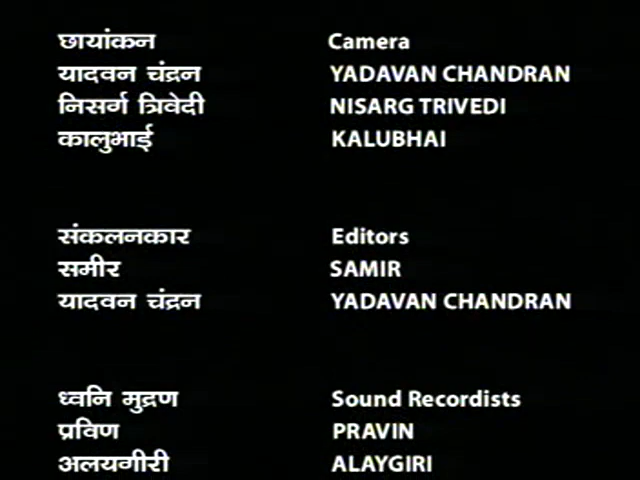 छायांकन Camera
यादवन चंद्रन YADAVAN CHANDRAN
निसर्ग त्रिवेदी NISARG TRIVEDI
कालुभाई KALUBHAI
संकलनकार Editors
समीर SAMIR
यादवन चंद्रन YADAVAN CHANDRAN
ध्वनि मुद्रण Sound Recordists
प्रविण PRAVIN
अलयगीरी ALAYGIRI